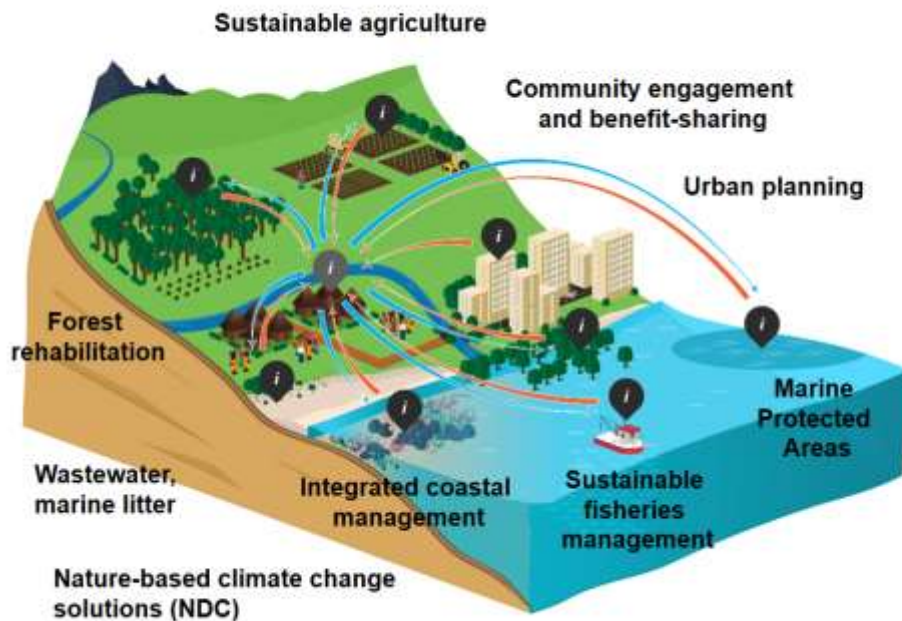 Sustainable agriculture
Community engagement
and benefit-sharing
Urban planning
Forest
rehabilitation
Marine
Protected
Areas
Wastewater,
marine litter
Integrated coastal
management
Sustainable
fisheries
management
Nature-based climate change
solutions (NDC)
i
i
i
i
i
i
i
i
i